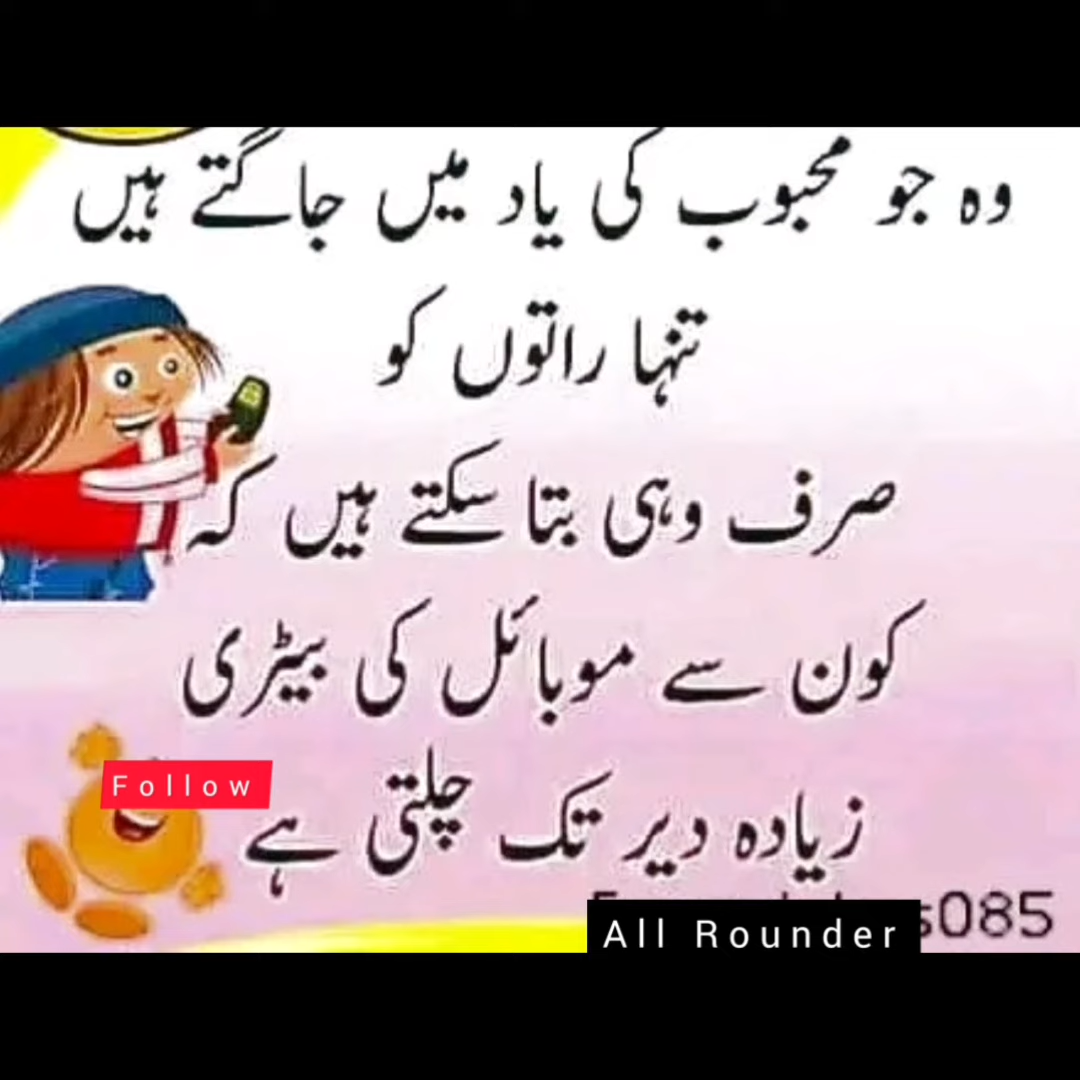 وہ جو محبوب کی یاد میں جاگتے ہیں
تنہا راتوں کو
صرف وہی بتا سکتے ہیں کہ
کون سے موبائل کی بیٹری
زیادہ دیر تک چلتی ہے
Follow
s085
All Rounder